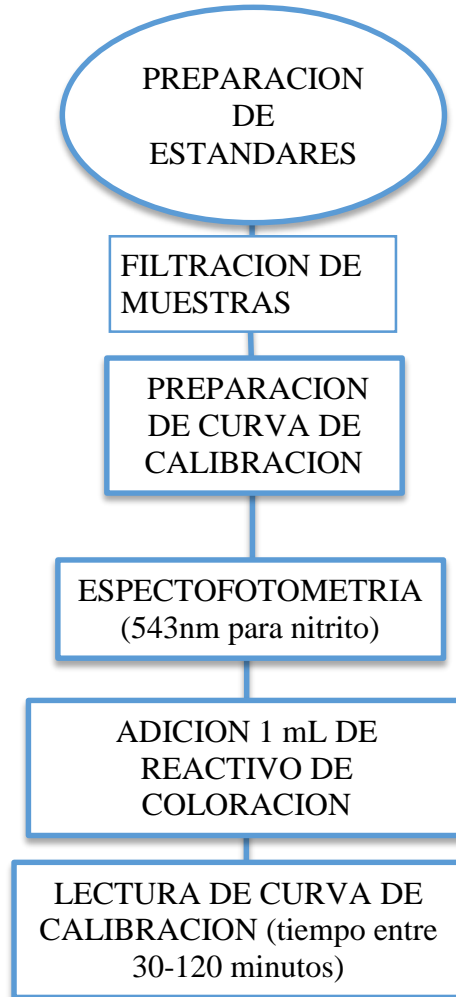 PREPARACION
DE
ESTANDARES
FILTRACION DE
MUESTRAS
PREPARACION
DE CURVA DE
CALIBRACION
ESPECTOFOTOMETRIA
(543nm para nitrito)
ADICION 1 mL DE
REACTIVO DE
COLORACION
LECTURA DE CURVA DE
CALIBRACION (tiempo entre
30-120 minutos)